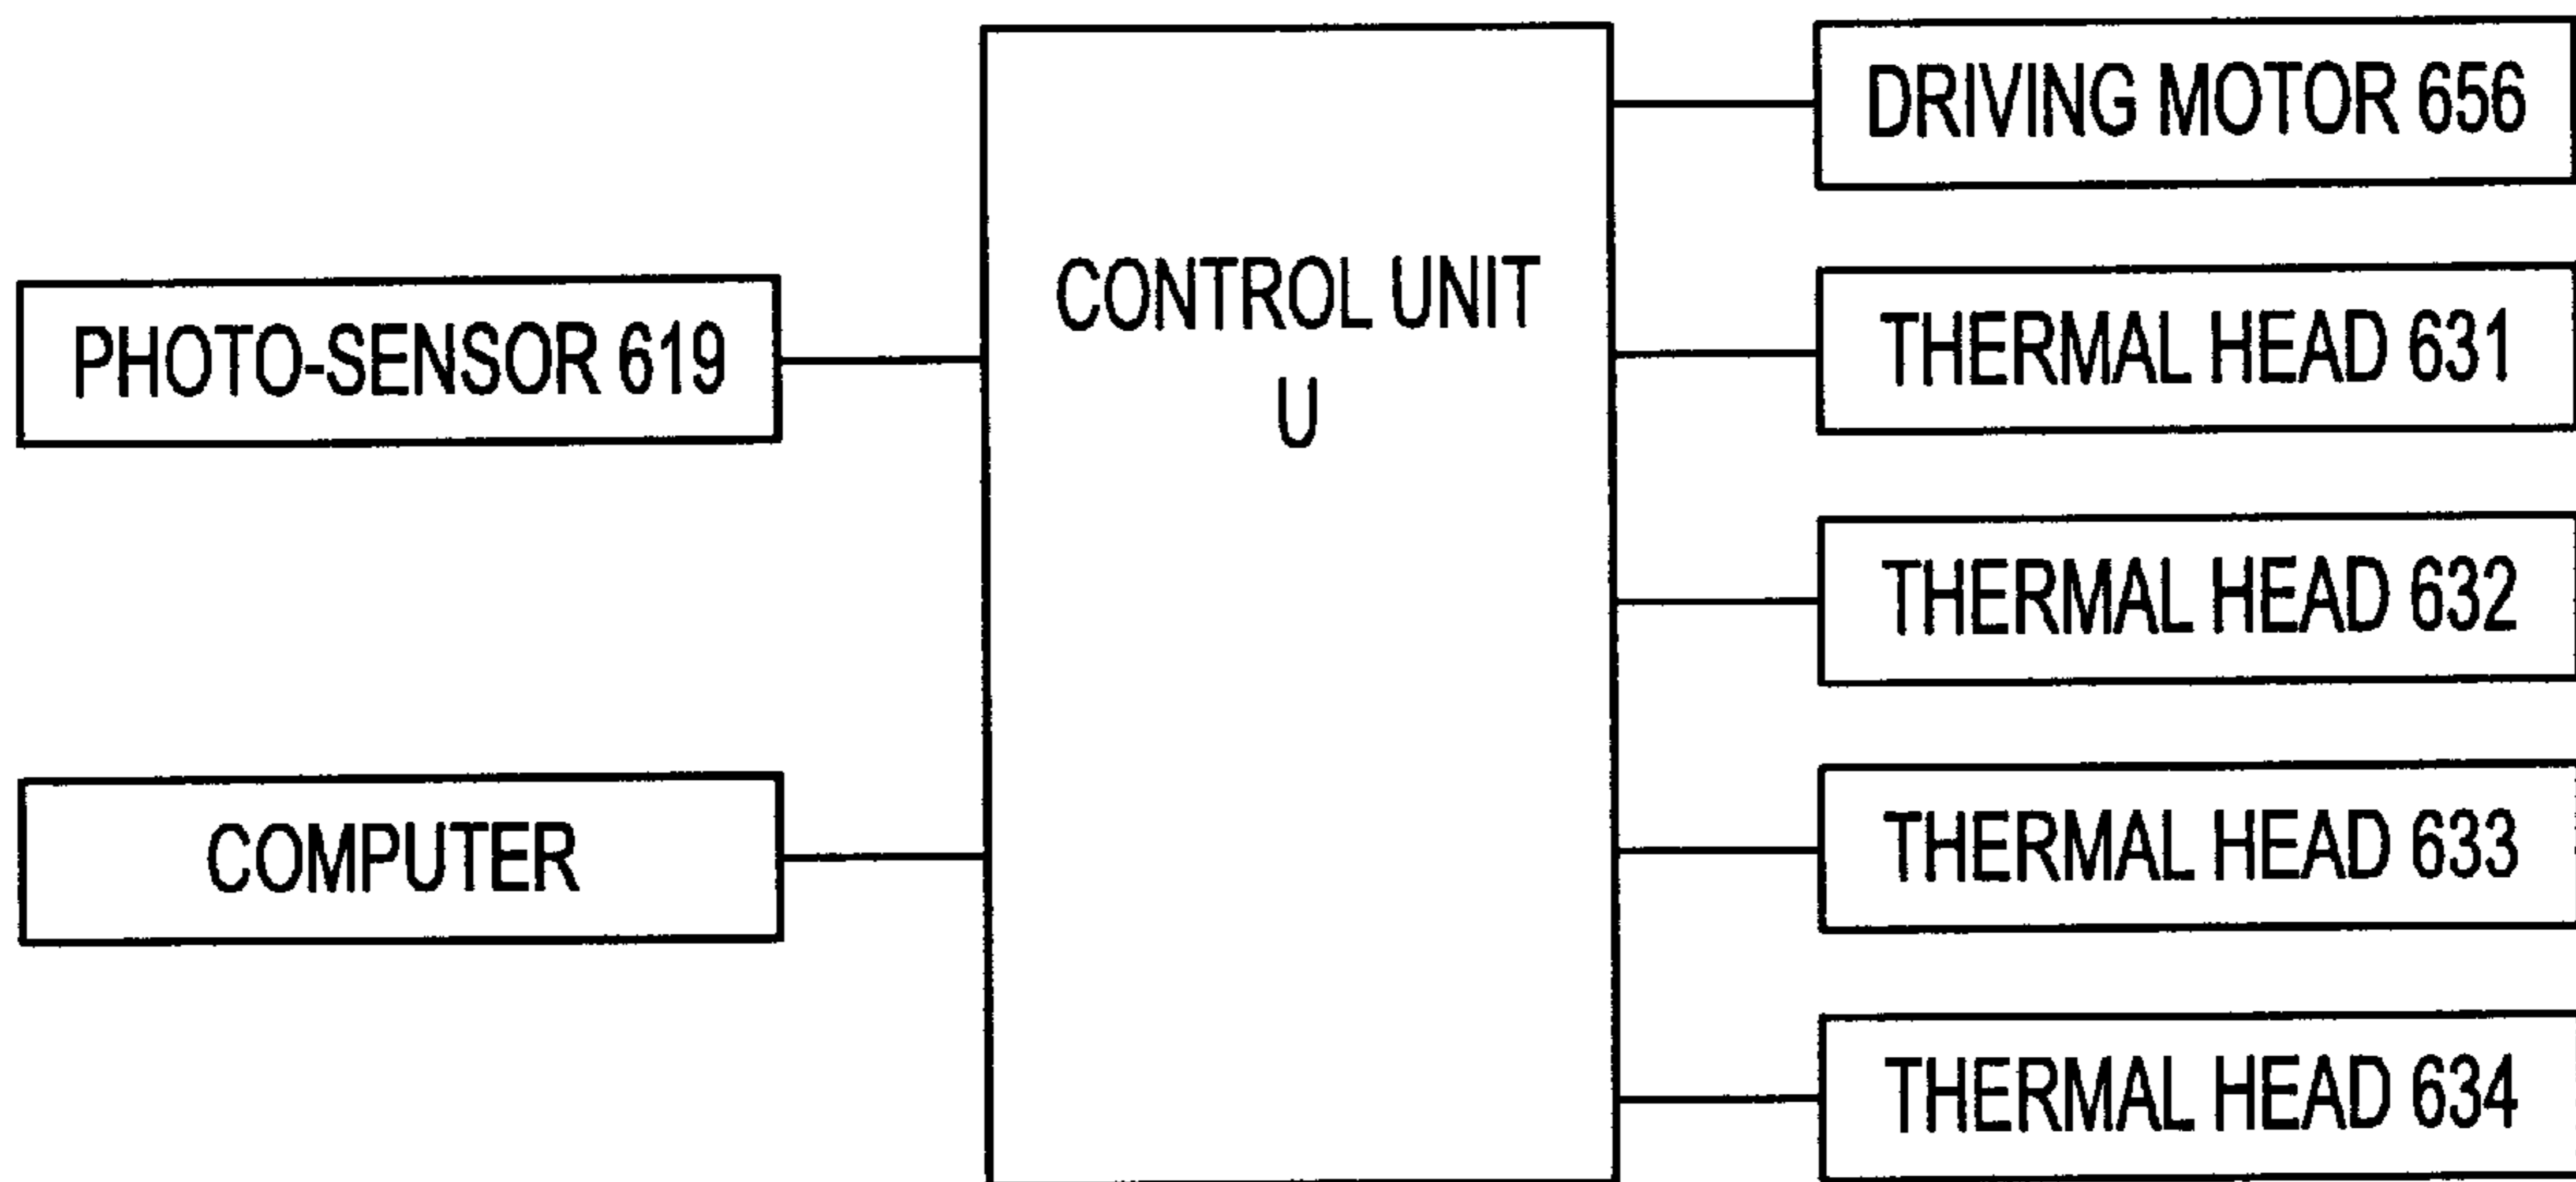 PHOTO-SENSOR 619
COMPUTER
CONTROL UNIT
U
DRIVING MOTOR 656
THERMAL HEAD 631
THERMAL HEAD 632
THERMAL HEAD 633
THERMAL HEAD 634